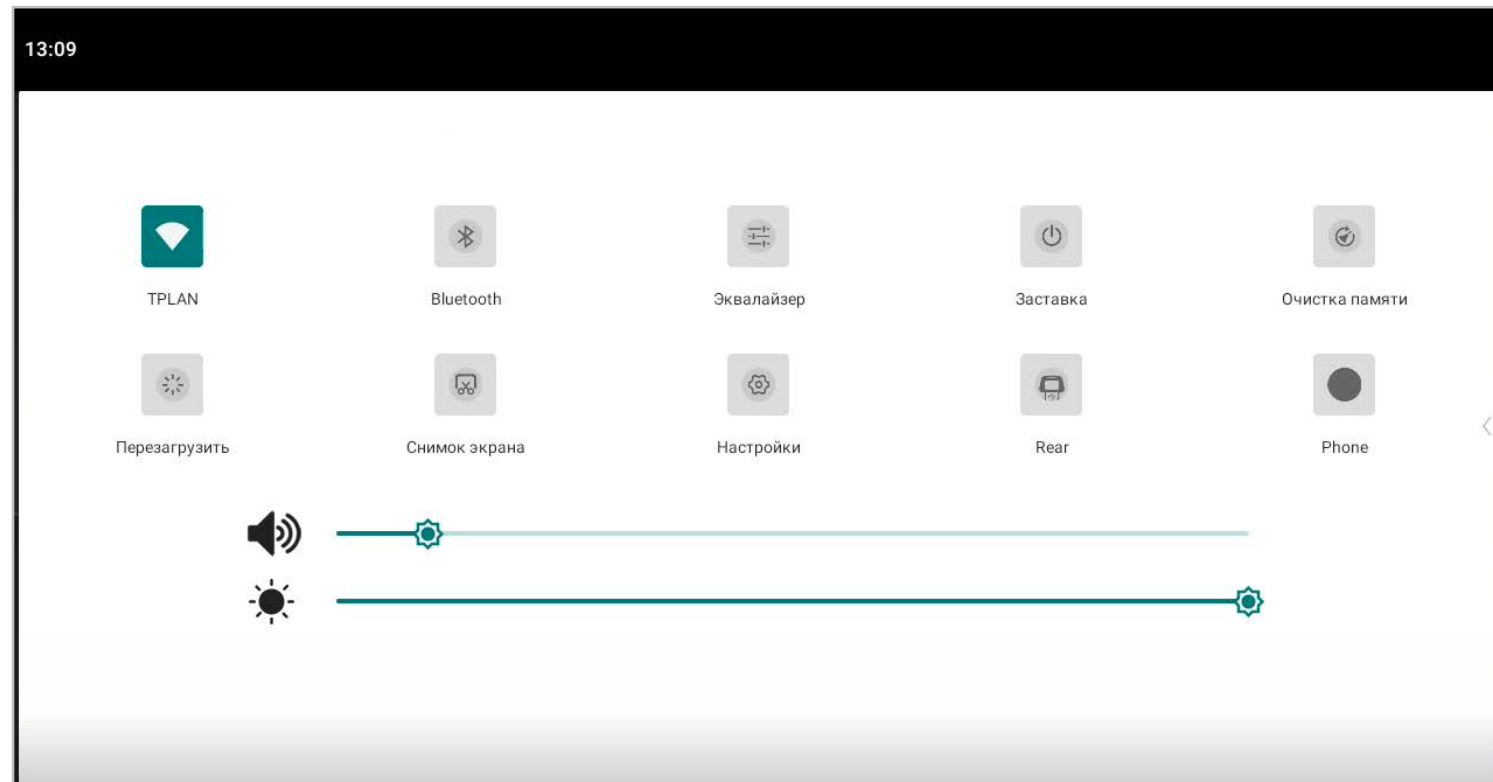 13:09
TPLAN
Bluetooth
Эквалайзер
Заставка
Очистка памяти
Перезагрузить
Снимок экрана
Настройки
Rear
Phone